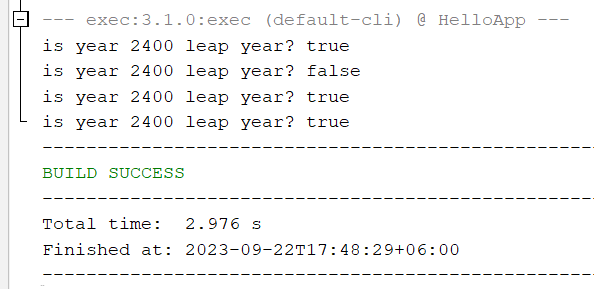 --- exec:3.1.0:exec (default-cli) @ HelloApp ---
is year 2400 leap year? true
is year 2400 leap year? false
is year 2400 leap year? true
is year 2400 leap year? true
------------------------------------------------------------------------
BUILD SUCCESS
------------------------------------------------------------------------
Total time:  2.976 s
Finished at: 2023-09-22T17:48:29+06:00
------------------------------------------------------------------------